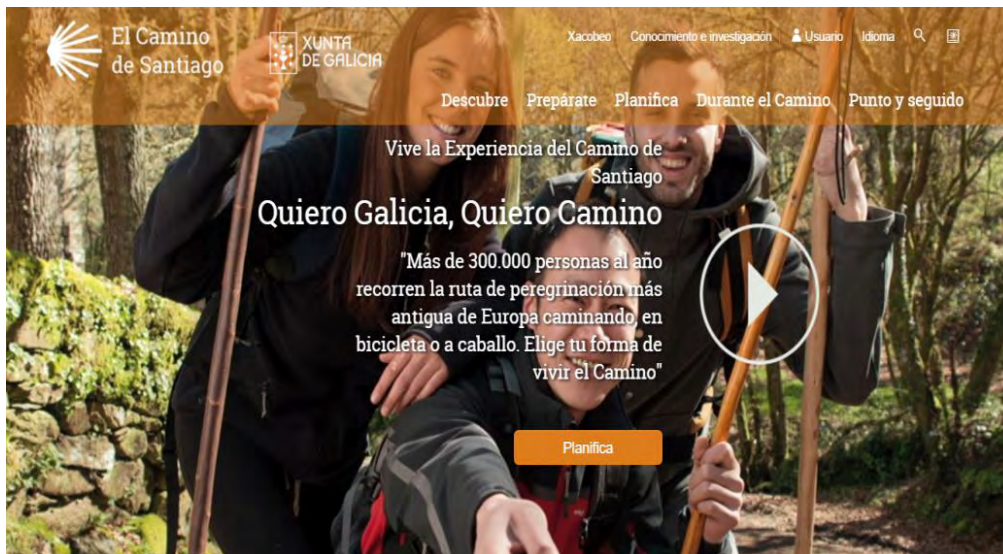 El Camino
de Santiago
XUNTA
DE GALICIA
Xacobeo Conocimiento e investigación Usuario Idioma
Descubre Prepárate Planifica Durante el Camino Punto y seguido
Vive la Experiencia del Camino de
Santiago
Quiero Galicia, Quiero Camino
"Más de 300.000 personas al año
recorren la ruta de peregrinación más
antigua de Europa caminando, en
bicicleta o a caballo. Elige tu forma de
vivir el Camino"
Planifica